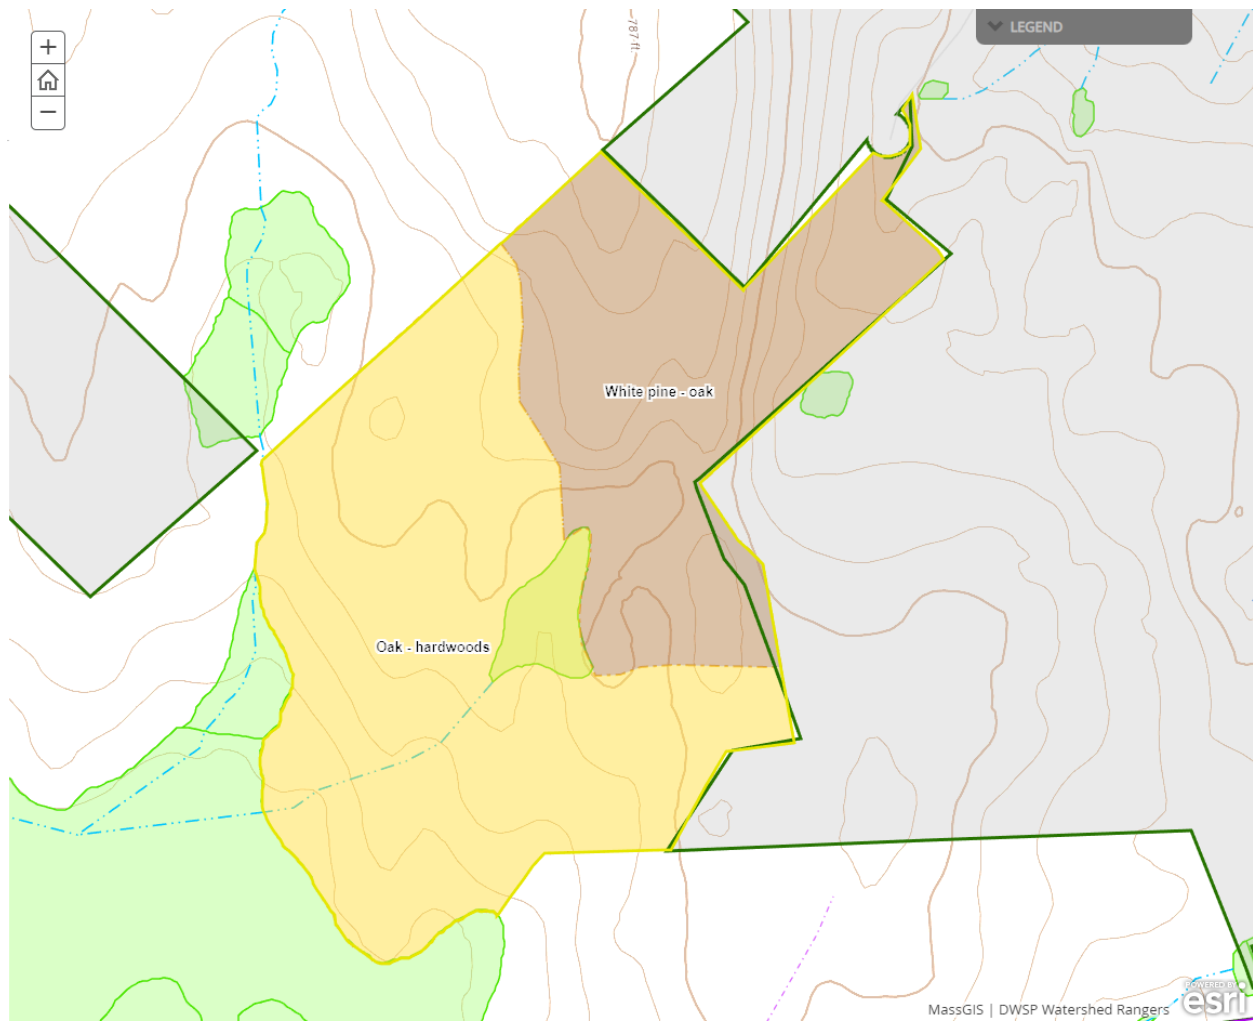 LEGEND
787 ft
White pine - oak
Oak - hardwoods
MassGIS | DWSP Watershed Rangers
POWERED BY
esri